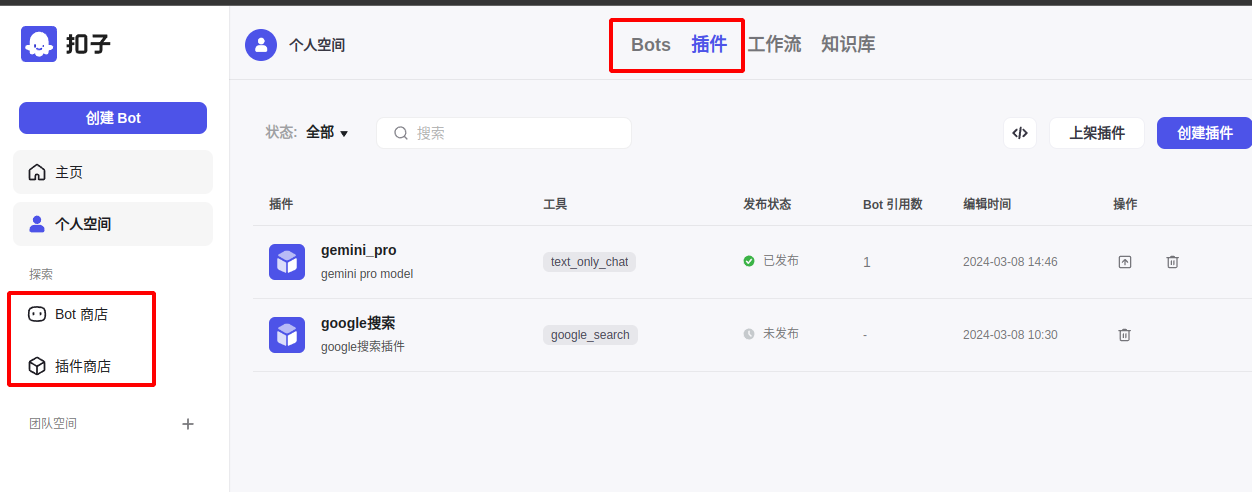 扣子
创建 Bot
主页
个人空间
探索
Bot 商店
插件商店
团队空间
个人空间
Bots 插件 工作流 知识库
状态: 全部 搜索 上架插件 创建插件
插件 工具 发布状态 Bot 引用数 编辑时间 操作
gemini_pro
gemini pro model
text_only_chat 已发布 1 2024-03-08 14:46
google搜索
google搜索插件
google_search 未发布 - 2024-03-08 10:30